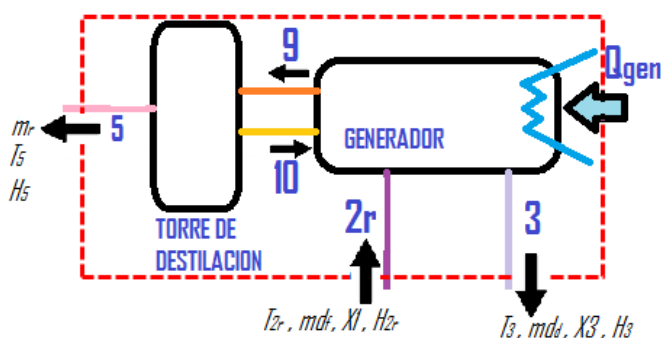 9
Qgen
mr
T5
H5
5
GENERADOR
10
TORRE DE
DESTILACION
2r
3
T2r , mdf, X1 , H2r
T3 , mdd, X3 , H3